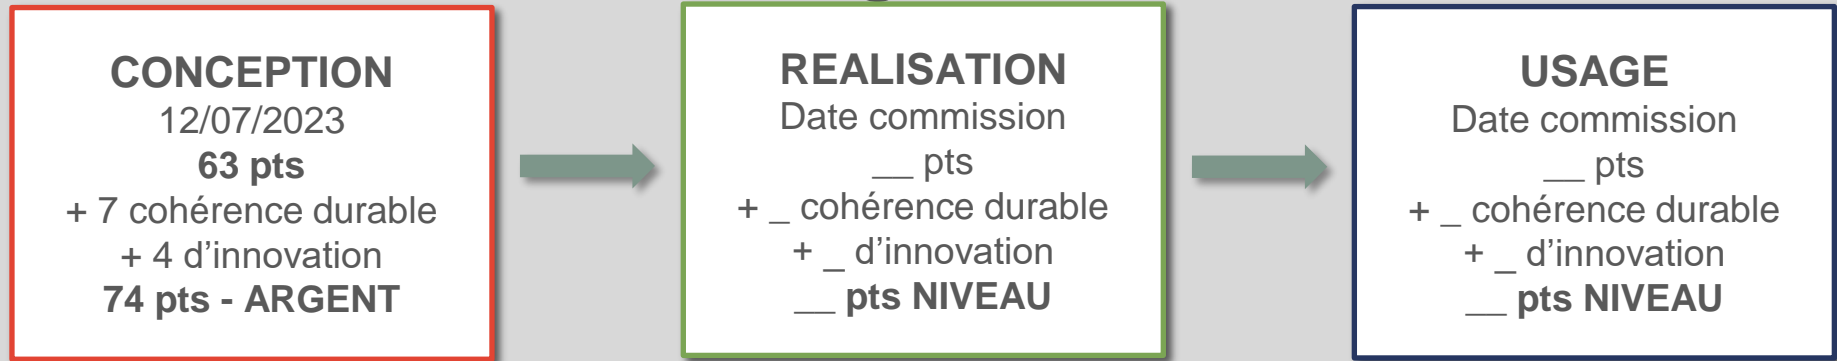 CONCEPTION
12/07/2023
63 pts
+ 7 cohérence durable
+ 4 d’innovation
74 pts - ARGENT
REALISATION
Date commission
__ pts
+ _ cohérence durable
+ _ d’innovation
__ pts NIVEAU
USAGE
Date commission
__ pts
+ _ cohérence durable
+ _ d’innovation
__ pts NIVEAU